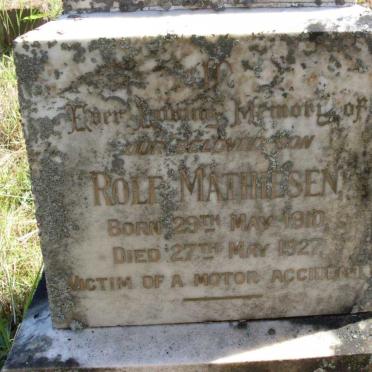 IN
Ever Loving Memory of
OUR BELOVED SON
ROLF MATHIESEN,
BORN 29TH MAY 1910,
DIED 27TH MAY 1927,
VICTIM OF A MOTOR ACCIDENT